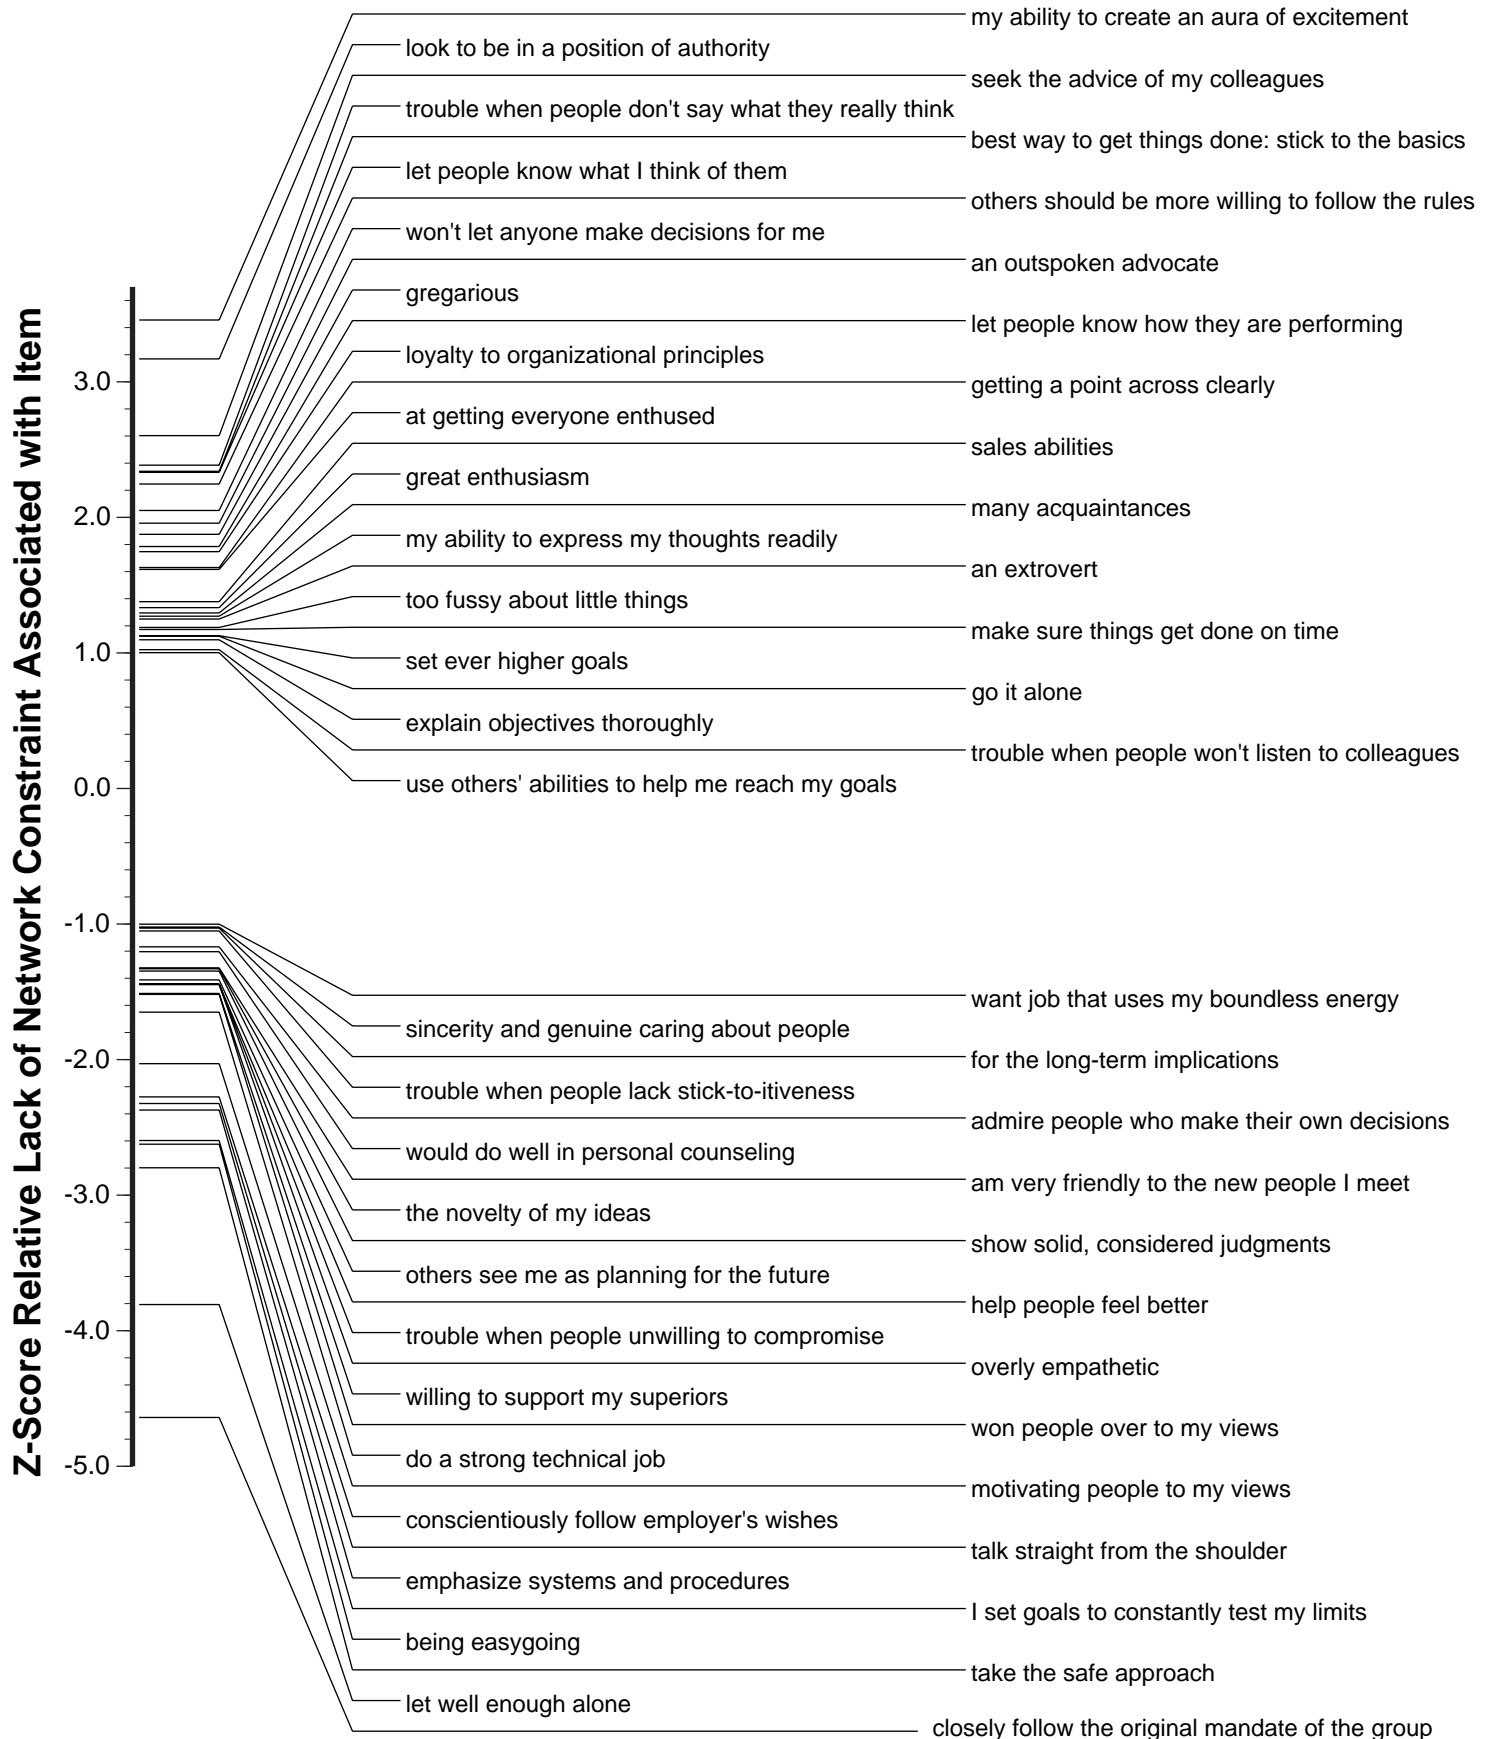 Z-Score Relative Lack of Network Constraint Associated with Item
my ability to create an aura of excitement
look to be in a position of authority
seek the advice of my colleagues
trouble when people don't say what they really think
best way to get things done: stick to the basics
let people know what I think of them
others should be more willing to follow the rules
won't let anyone make decisions for me
an outspoken advocate
gregarious
let people know how they are performing
loyalty to organizational principles
3.0
getting a point across clearly
at getting everyone enthused
sales abilities
great enthusiasm
many acquaintances
2.0
my ability to express my thoughts readily
an extrovert
too fussy about little things
make sure things get done on time
1.0
set ever higher goals
go it alone
explain objectives thoroughly
trouble when people won't listen to colleagues
0.0
use others' abilities to help me reach my goals
-1.0
want job that uses my boundless energy
sincerity and genuine caring about people
-2.0
for the long-term implications
trouble when people lack stick-to-itiveness
admire people who make their own decisions
would do well in personal counseling
am very friendly to the new people I meet
-3.0
the novelty of my ideas
show solid, considered judgments
others see me as planning for the future
help people feel better
-4.0
trouble when people unwilling to compromise
overly empathetic
willing to support my superiors
won people over to my views
do a strong technical job
-5.0
motivating people to my views
conscientiously follow employer's wishes
talk straight from the shoulder
emphasize systems and procedures
I set goals to constantly test my limits
being easygoing
take the safe approach
let well enough alone
closely follow the original mandate of the group